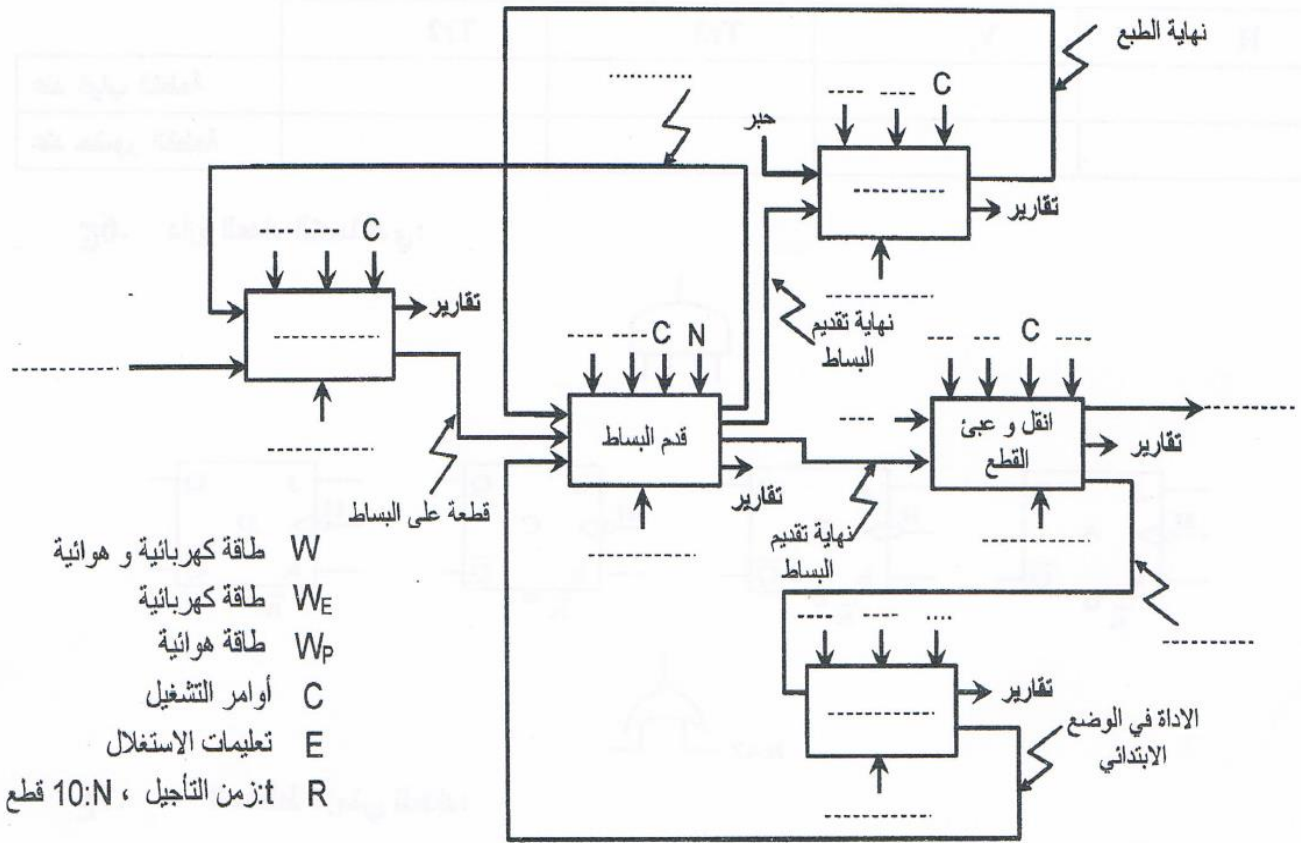 نهاية الطبع
C
حبر
تقارير
C
تقارير
نهاية تقديم
البساط
C N
قدم البساط
تقارير
C
انقل و عبئ
القطع
تقارير
قطعة على البساط
نهاية تقديم
البساط
تقارير
الاداة في الوضع
الابتدائي
W طاقة كهربائية و هوائية
W_E طاقة كهربائية
W_P طاقة هوائية
C أوامر التشغيل
E تعليمات الاستغلال
R t:زمن التأجيل ، N:10 قطع